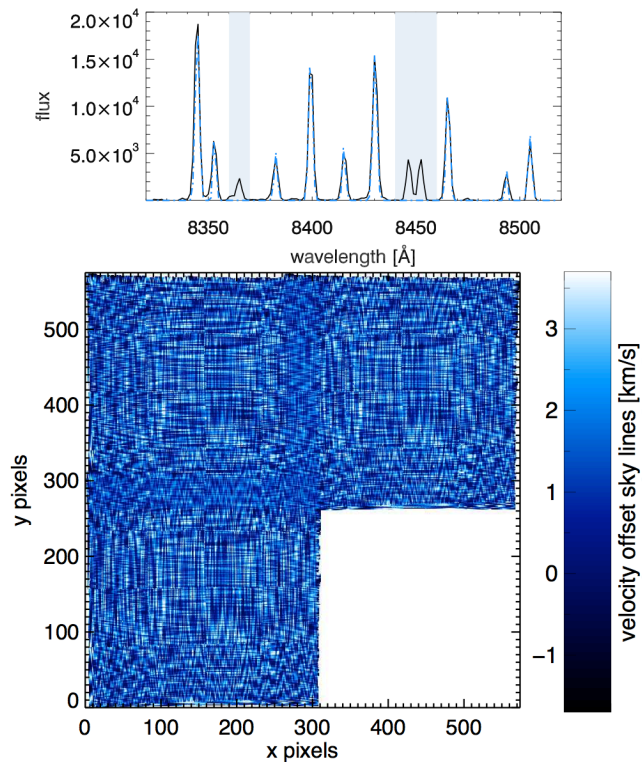 2.0×10⁴
1.5×10⁴
1.0×10⁴
5.0×10³
flux
8350 8400 8450 8500
wavelength [Å]
500
400
300
200
100
0
y pixels
0 100 200 300 400 500
x pixels
3
2
1
0
−1
velocity offset sky lines [km/s]